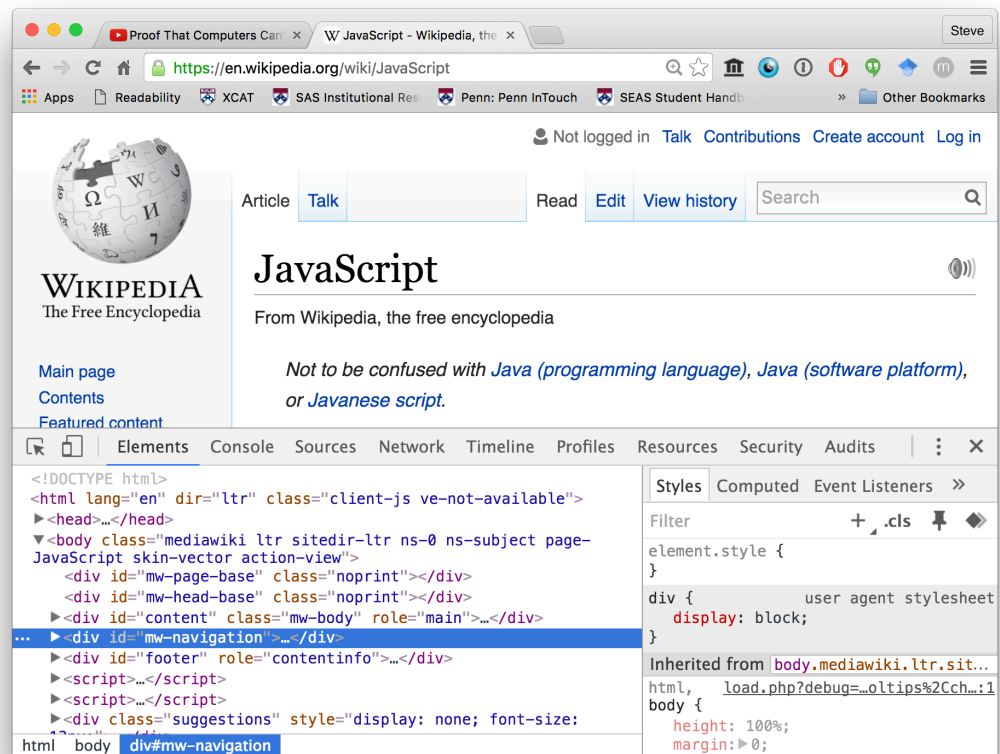 Proof That Computers Can'
JavaScript - Wikipedia, the
Steve
https://en.wikipedia.org/wiki/JavaScript
Apps Readability XCAT SAS Institutional Res Penn: Penn InTouch SEAS Student Handb » Other Bookmarks
Not logged in Talk Contributions Create account Log in
Article Talk Read Edit View history Search
WIKIPEDIA
The Free Encyclopedia
JavaScript
From Wikipedia, the free encyclopedia
Not to be confused with Java (programming language), Java (software platform),
or Javanese script.
Main page
Contents
Featured content
Elements Console Sources Network Timeline Profiles Resources Security Audits
<!DOCTYPE html>
<html lang="en" dir="ltr" class="client-js ve-not-available">
▶<head>…</head>
▼<body class="mediawiki ltr sitedir-ltr ns-0 ns-subject page-
JavaScript skin-vector action-view">
<div id="mw-page-base" class="noprint"></div>
<div id="mw-head-base" class="noprint"></div>
▶<div id="content" class="mw-body" role="main">…</div>
… ▶<div id="mw-navigation">…</div>
▶<div id="footer" role="contentinfo">…</div>
▶<script>…</script>
▶<script>…</script>
▶<div class="suggestions" style="display: none; font-size:
html body div#mw-navigation
Styles Computed Event Listeners »
Filter + .cls
element.style {
}
div { user agent stylesheet
display: block;
}
Inherited from body.mediawiki.ltr.sit…
html, load.php?debug=…oltips%2Cch…:1
body {
height: 100%;
margin:▶0;